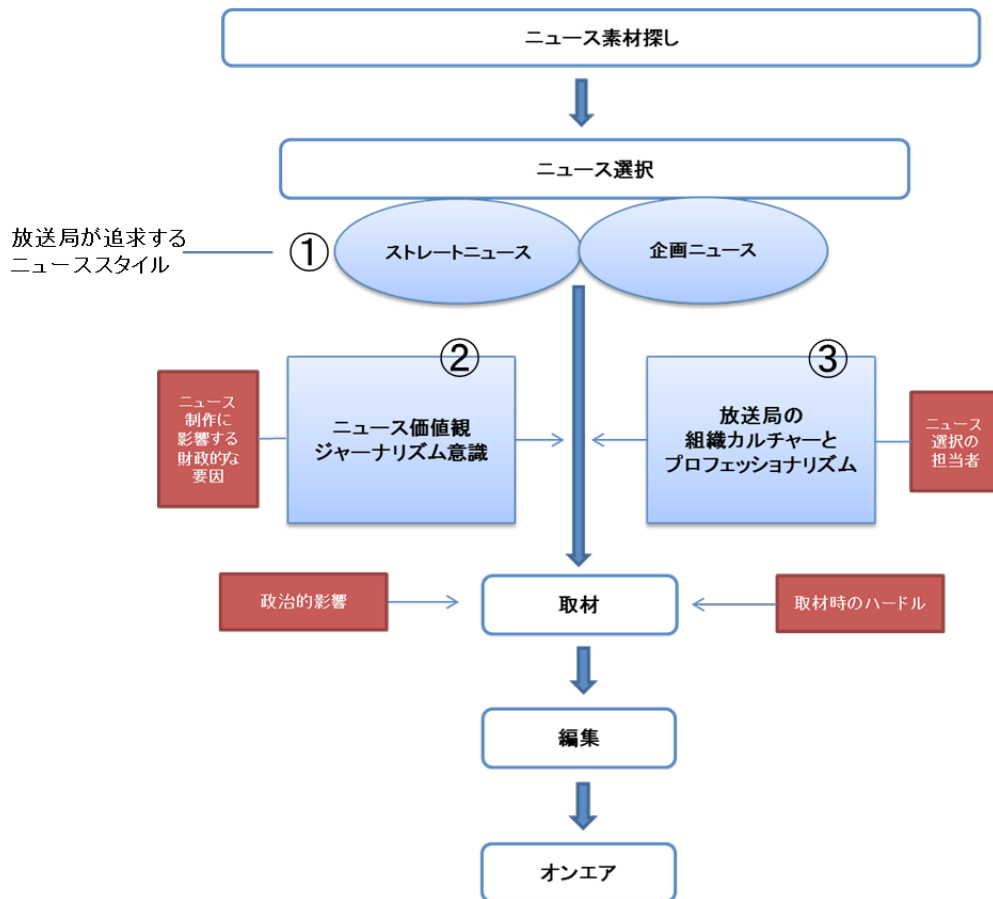 ニュース素材探し
ニュース選択
放送局が追求する
ニューススタイル
①
ストレートニュース
企画ニュース
②
③
ニュース
制作に
影響する
財政的な
要因
ニュース価値観
ジャーナリズム意識
放送局の
組織カルチャーと
プロフェッショナリズム
ニュース
選択の
担当者
政治的影響
取材
取材時のハードル
編集
オンエア